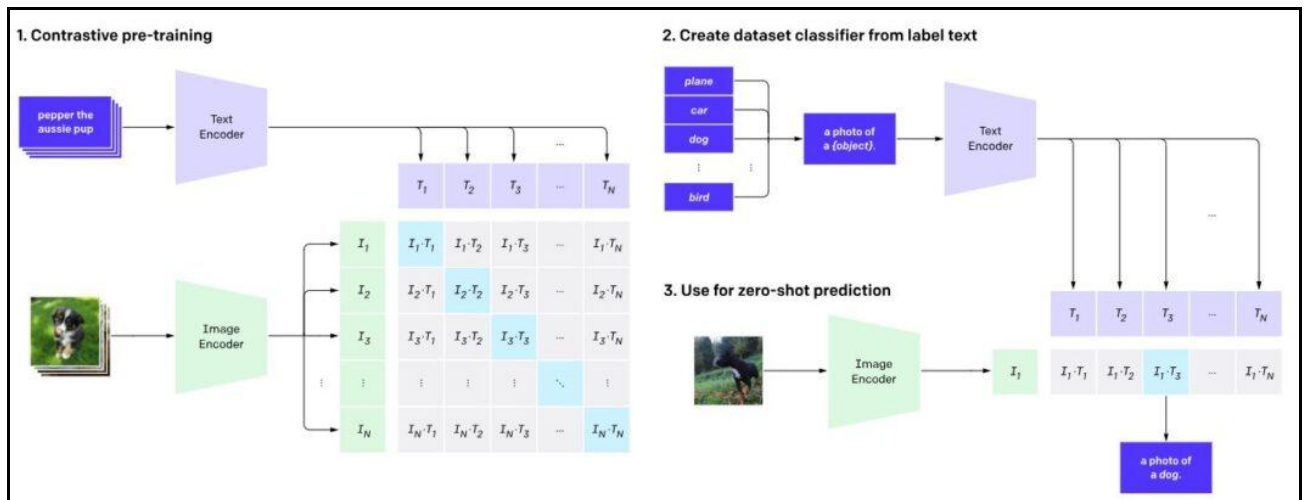 1. Contrastive pre-training
pepper the
aussie pup
Text
Encoder
...
T1 T2 T3 ... TN
I1 I1·T1 I1·T2 I1·T3 ... I1·TN
I2 I2·T1 I2·T2 I2·T3 ... I2·TN
Image
Encoder
I3 I3·T1 I3·T2 I3·T3 ... I3·TN
⋮ ⋮ ⋮ ⋮ ⋮ ⋱ ⋮
IN IN·T1 IN·T2 IN·T3 ... IN·TN
2. Create dataset classifier from label text
plane
car
dog
⋮ ⋮
bird
a photo of
a {object}.
Text
Encoder
...
3. Use for zero-shot prediction
T1 T2 T3 ... TN
Image
Encoder
I1 I1·T1 I1·T2 I1·T3 ... I1·TN
a photo of
a dog.